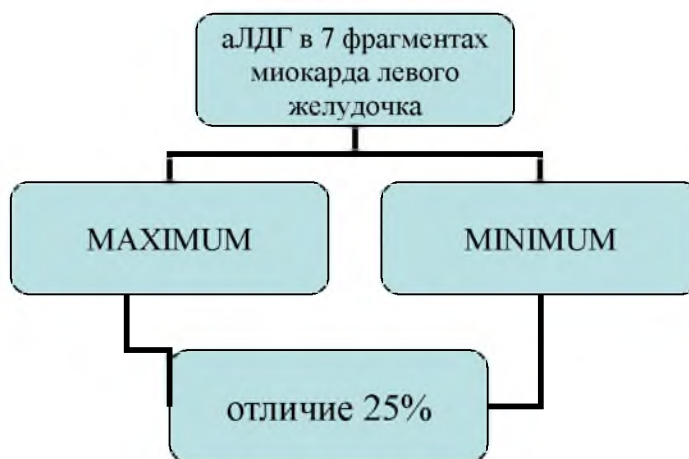 аЛДГ в 7 фрагментах
миокарда левого
желудочка
MAXIMUM
MINIMUM
отличие 25%